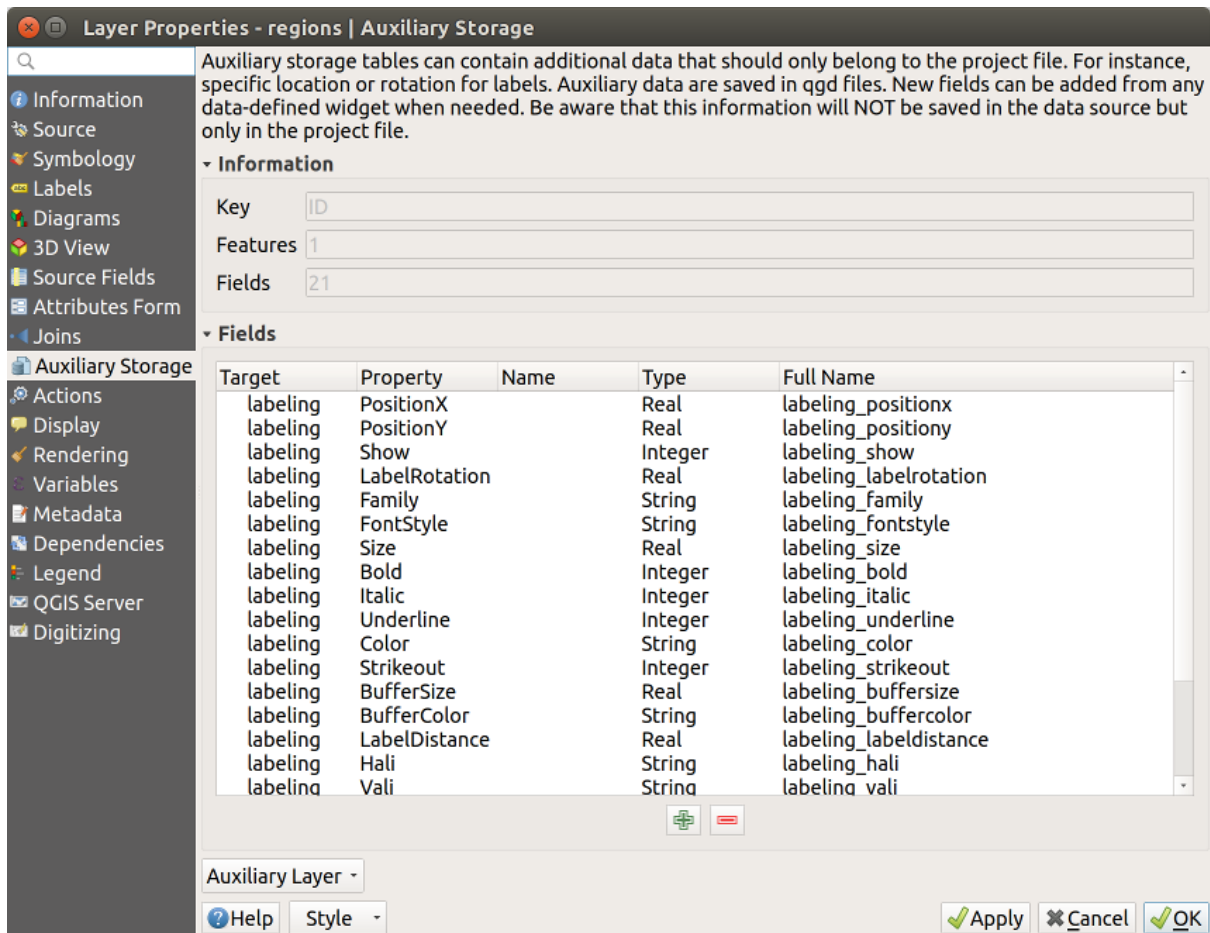 Layer Properties - regions | Auxiliary Storage
Information
Source
Symbology
Labels
Diagrams
3D View
Source Fields
Attributes Form
Joins
Auxiliary Storage
Actions
Display
Rendering
Variables
Metadata
Dependencies
Legend
QGIS Server
Digitizing
Auxiliary storage tables can contain additional data that should only belong to the project file. For instance,
specific location or rotation for labels. Auxiliary data are saved in qgd files. New fields can be added from any
data-defined widget when needed. Be aware that this information will NOT be saved in the data source but
only in the project file.
Information
Key ID
Features 1
Fields 21
Fields
Target Property Name Type Full Name
labeling PositionX Real labeling_positionx
labeling PositionY Real labeling_positiony
labeling Show Integer labeling_show
labeling LabelRotation Real labeling_labelrotation
labeling Family String labeling_family
labeling FontStyle String labeling_fontstyle
labeling Size Real labeling_size
labeling Bold Integer labeling_bold
labeling Italic Integer labeling_italic
labeling Underline Integer labeling_underline
labeling Color String labeling_color
labeling Strikeout Integer labeling_strikeout
labeling BufferSize Real labeling_buffersize
labeling BufferColor String labeling_buffercolor
labeling LabelDistance Real labeling_labeldistance
labeling Hali String labeling_hali
labeling Vali String labeling_vali
Auxiliary Layer
Help Style Apply Cancel OK